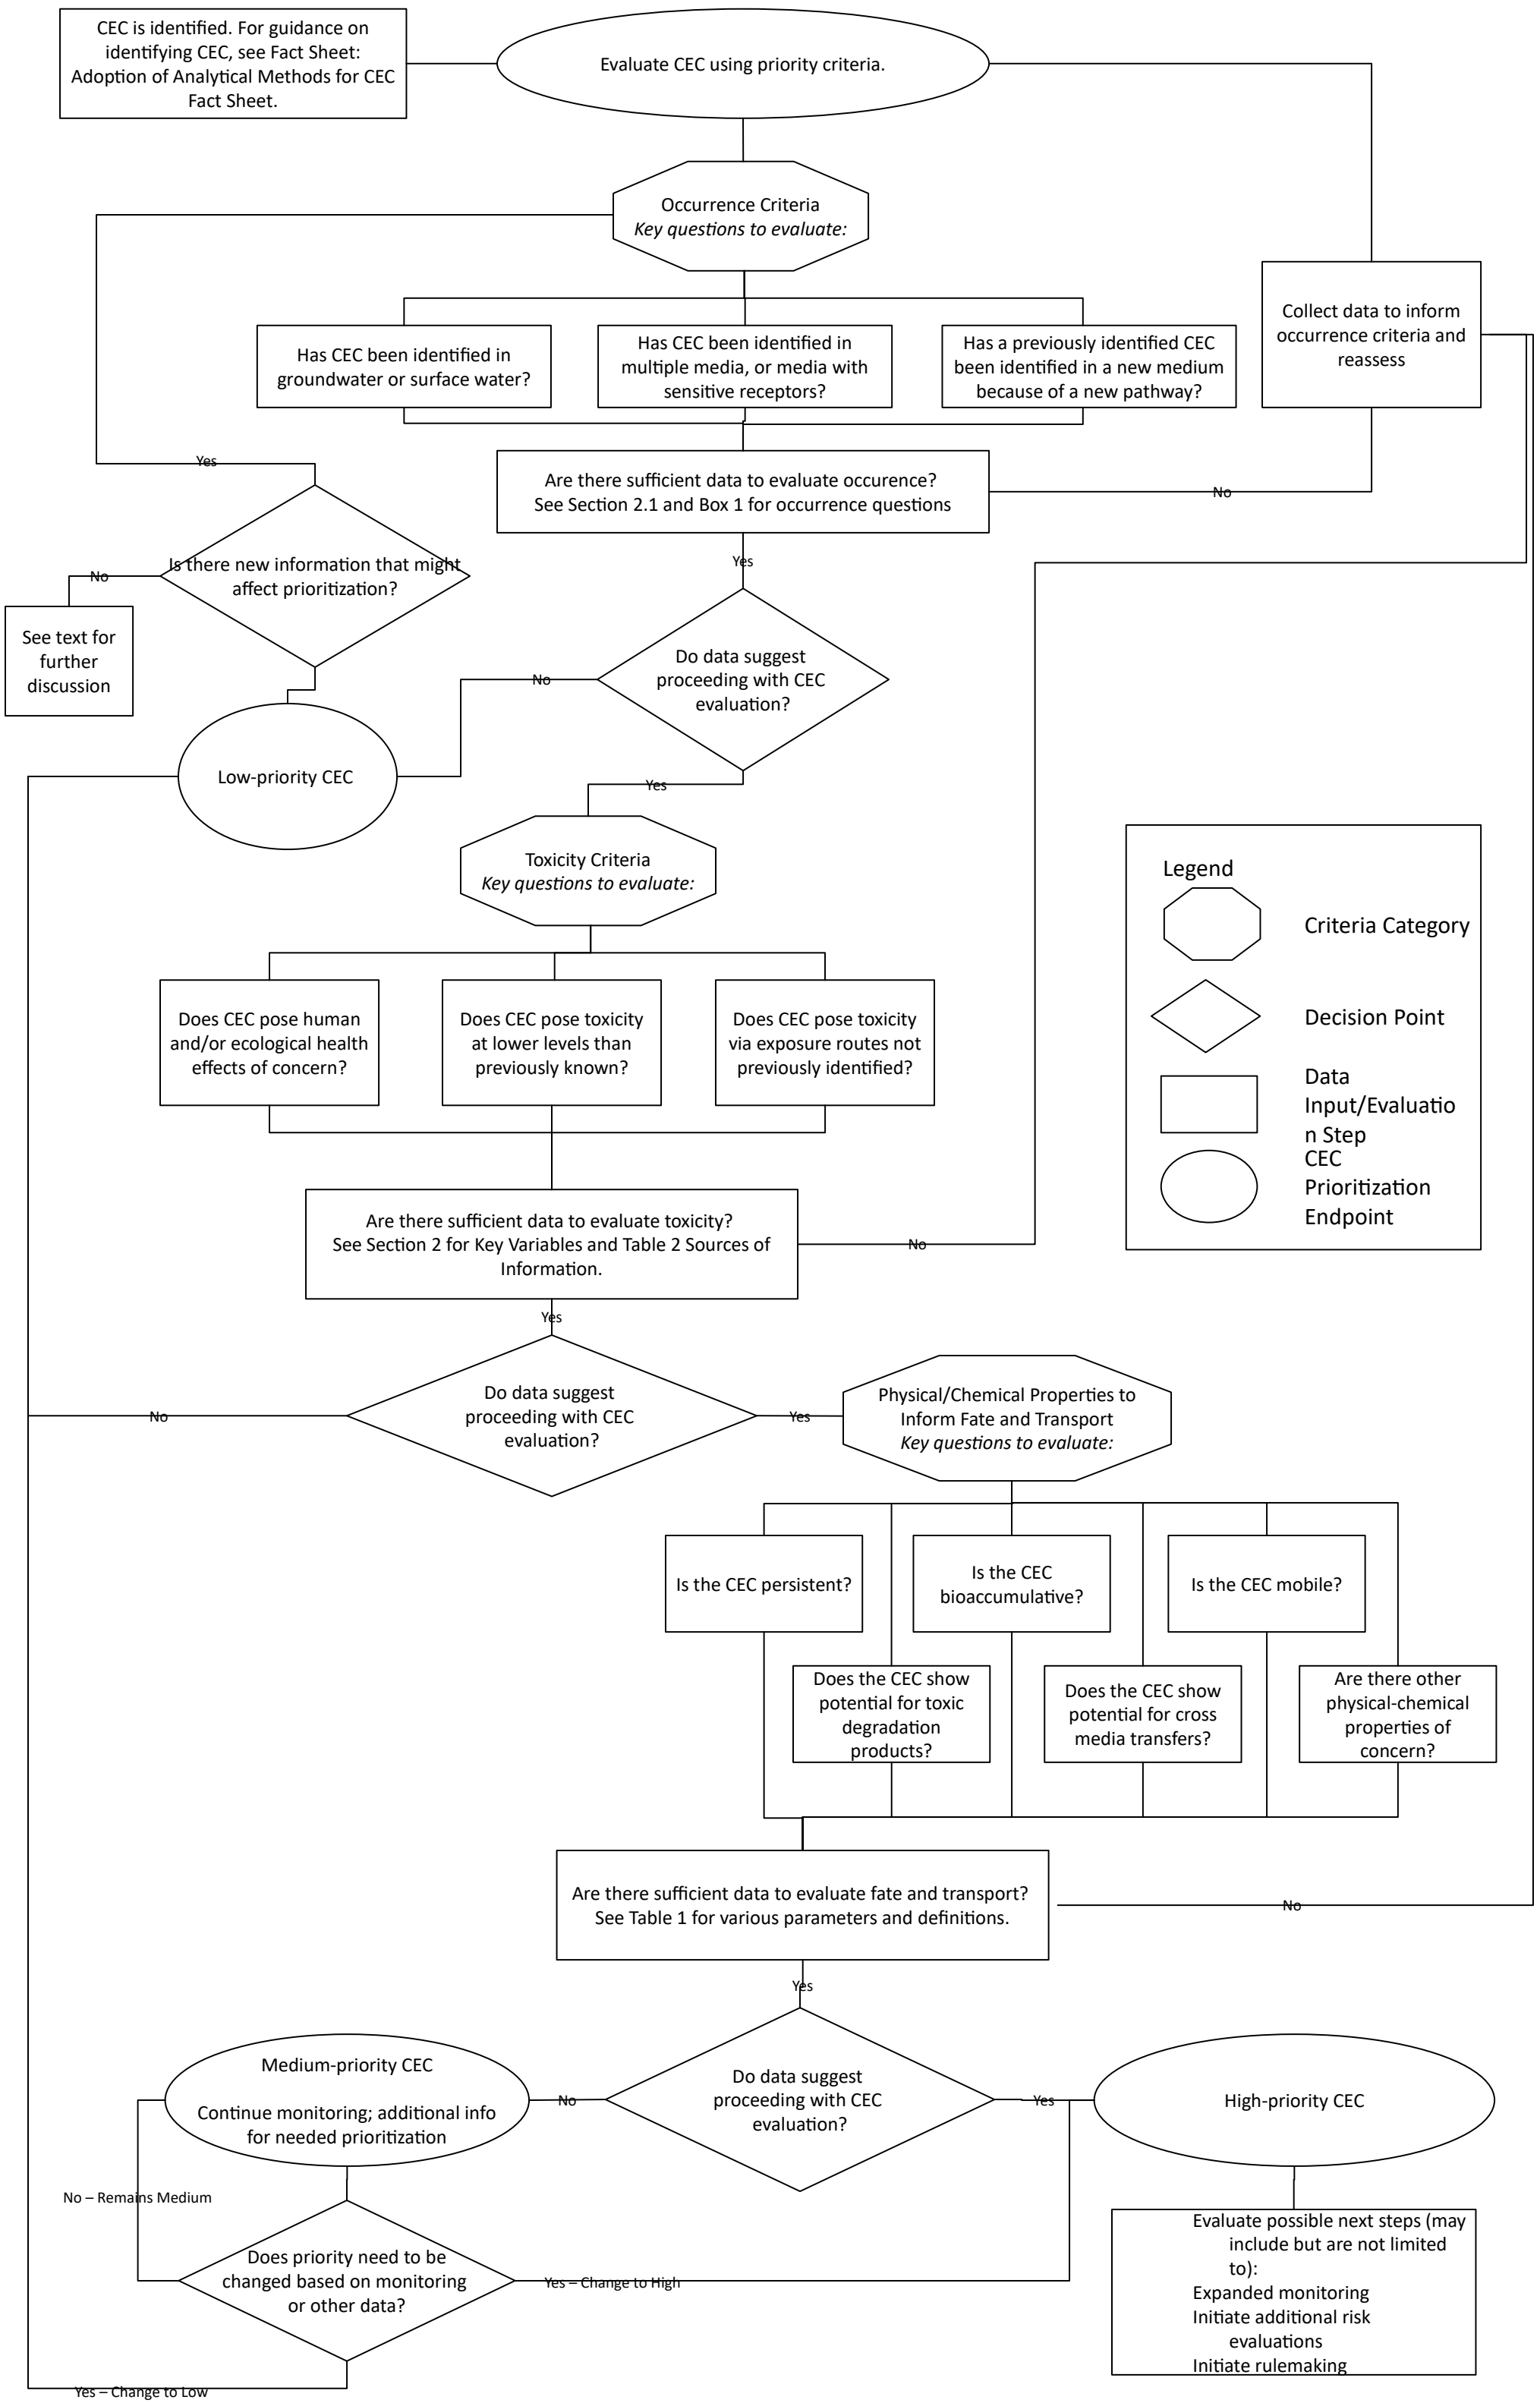 CEC is identified. For guidance on
identifying CEC, see Fact Sheet:
Adoption of Analytical Methods for CEC
Fact Sheet.
Evaluate CEC using priority criteria.
Occurrence Criteria
Key questions to evaluate:
Has CEC been identified in
groundwater or surface water?
Has CEC been identified in
multiple media, or media with
sensitive receptors?
Has a previously identified CEC
been identified in a new medium
because of a new pathway?
Collect data to inform
occurrence criteria and
reassess
Yes
Are there sufficient data to evaluate occurence?
See Section 2.1 and Box 1 for occurrence questions
No
Is there new information that might
affect prioritization?
No
Yes
See text for
further
discussion
Do data suggest
proceeding with CEC
evaluation?
No
Low-priority CEC
Yes
Toxicity Criteria
Key questions to evaluate:
Legend
Criteria Category
Decision Point
Data
Input/Evaluatio
n Step
CEC
Prioritization
Endpoint
Does CEC pose human
and/or ecological health
effects of concern?
Does CEC pose toxicity
at lower levels than
previously known?
Does CEC pose toxicity
via exposure routes not
previously identified?
Are there sufficient data to evaluate toxicity?
See Section 2 for Key Variables and Table 2 Sources of
Information.
No
Yes
Do data suggest
proceeding with CEC
evaluation?
No
Yes
Physical/Chemical Properties to
Inform Fate and Transport
Key questions to evaluate:
Is the CEC persistent?
Is the CEC
bioaccumulative?
Is the CEC mobile?
Does the CEC show
potential for toxic
degradation
products?
Does the CEC show
potential for cross
media transfers?
Are there other
physical-chemical
properties of
concern?
Are there sufficient data to evaluate fate and transport?
See Table 1 for various parameters and definitions.
No
Yes
Medium-priority CEC
Continue monitoring; additional info
for needed prioritization
No
Do data suggest
proceeding with CEC
evaluation?
Yes
High-priority CEC
No – Remains Medium
Does priority need to be
changed based on monitoring
or other data?
Yes – Change to High
Evaluate possible next steps (may
include but are not limited
to):
Expanded monitoring
Initiate additional risk
evaluations
Initiate rulemaking
Yes – Change to Low